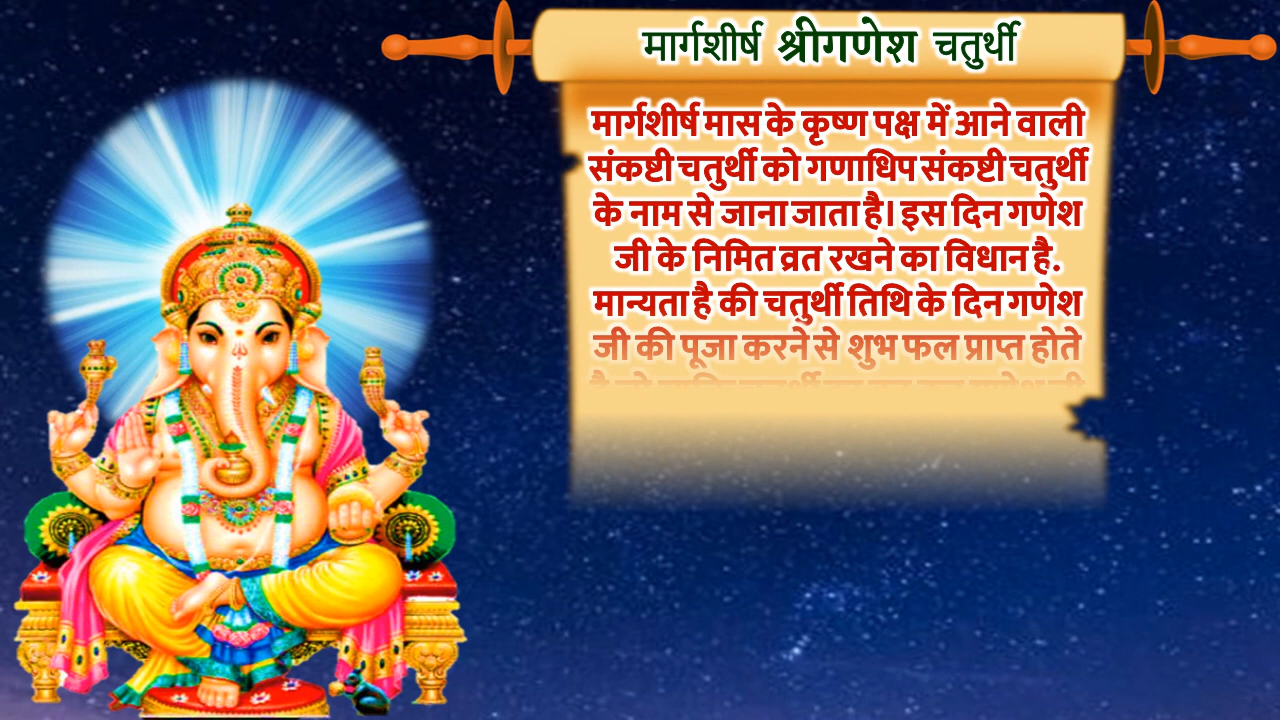 मार्गशीर्ष श्रीगणेश चतुर्थी
मार्गशीर्ष मास के कृष्ण पक्ष में आने वाली
संकष्टी चतुर्थी को गणाधिप संकष्टी चतुर्थी
के नाम से जाना जाता है। इस दिन गणेश
जी के निमित व्रत रखने का विधान है.
मान्यता है की चतुर्थी तिथि के दिन गणेश
जी की पूजा करने से शुभ फल प्राप्त होते